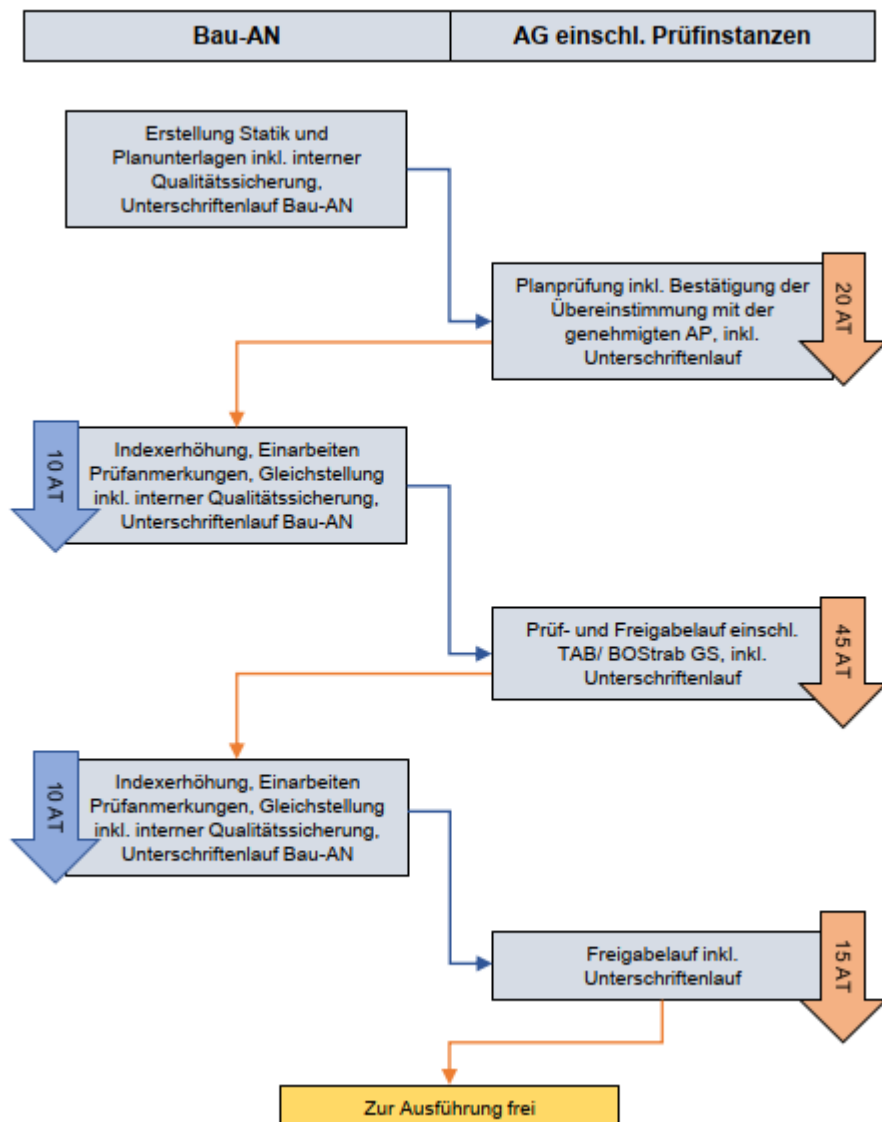 Bau-AN
AG einschl. Prüfinstanzen
Erstellung Statik und
Planunterlagen inkl. interner
Qualitätssicherung,
Unterschriftenlauf Bau-AN
Planprüfung inkl. Bestätigung der
Übereinstimmung mit der
genehmigten AP, inkl.
Unterschriftenlauf
20 AT
10 AT
Indexerhöhung, Einarbeiten
Prüfanmerkungen, Gleichstellung
inkl. interner Qualitätssicherung,
Unterschriftenlauf Bau-AN
Prüf- und Freigabelauf einschl.
TAB/ BOStrab GS, inkl.
Unterschriftenlauf
45 AT
10 AT
Indexerhöhung, Einarbeiten
Prüfanmerkungen, Gleichstellung
inkl. interner Qualitätssicherung,
Unterschriftenlauf Bau-AN
Freigabelauf inkl.
Unterschriftenlauf
15 AT
Zur Ausführung frei